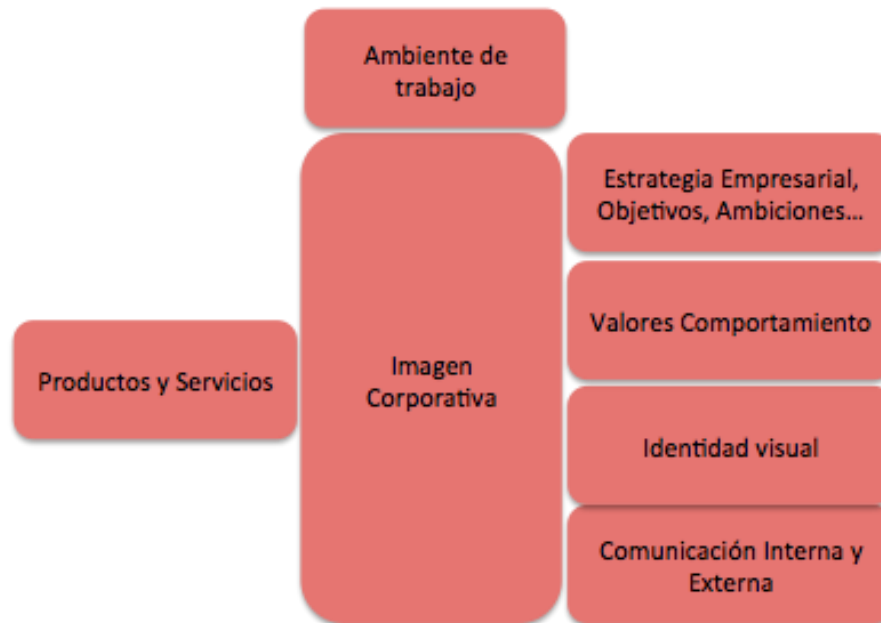 Ambiente de
trabajo
Estrategia Empresarial,
Objetivos, Ambiciones...
Valores Comportamiento
Productos y Servicios
Imagen
Corporativa
Identidad visual
Comunicación Interna y
Externa